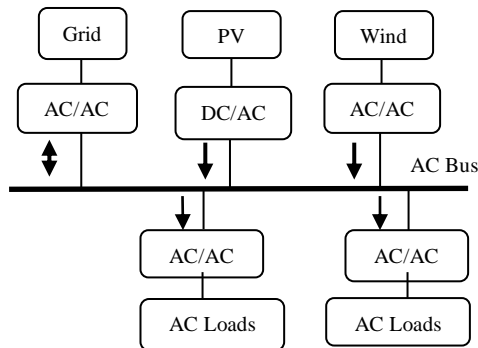 Grid PV Wind
AC/AC DC/AC AC/AC
AC Bus
AC/AC AC/AC
AC Loads AC Loads